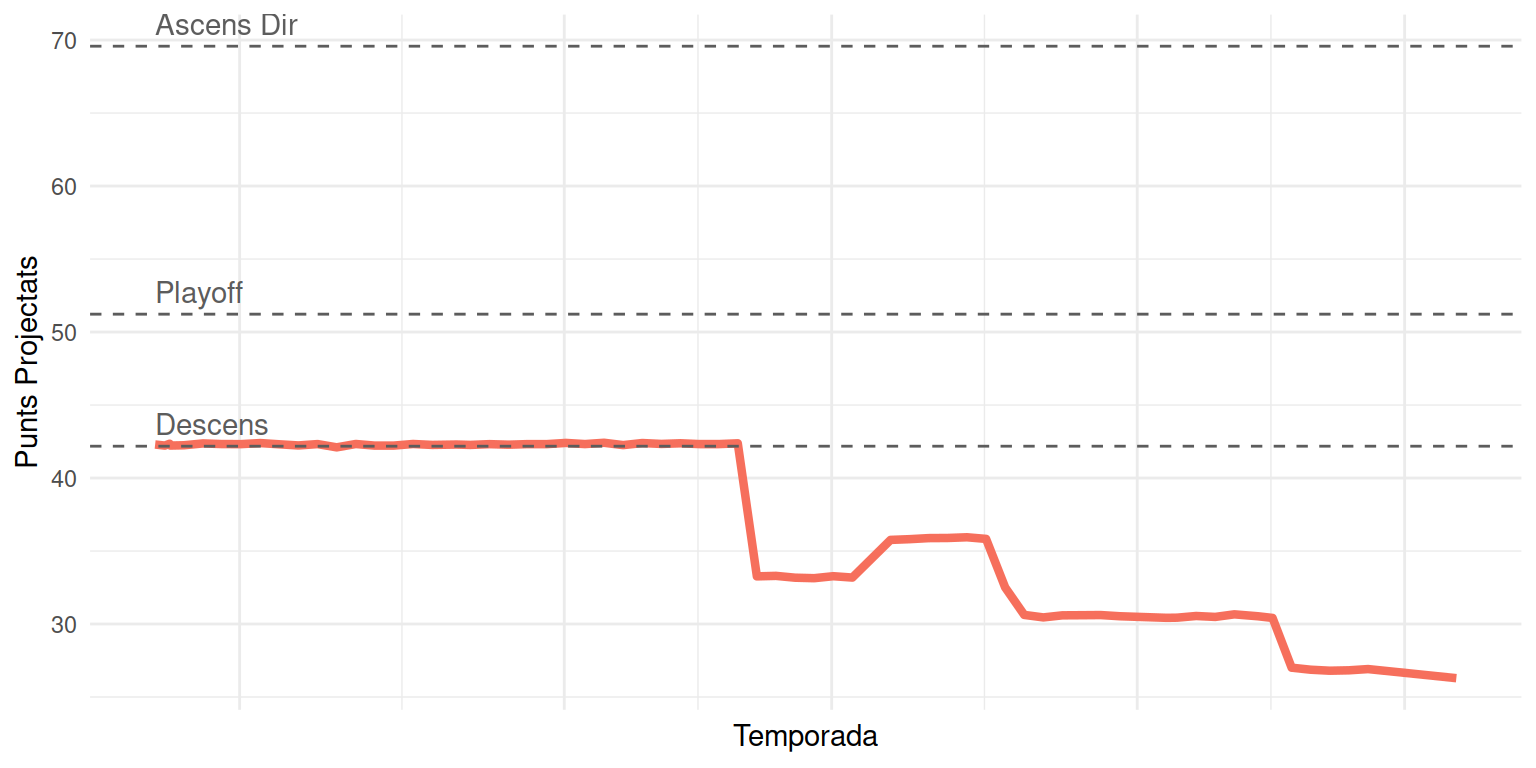 Ascens Dir
70
60
Playoff
50
Descens
40
30
Punts Projectats
Temporada